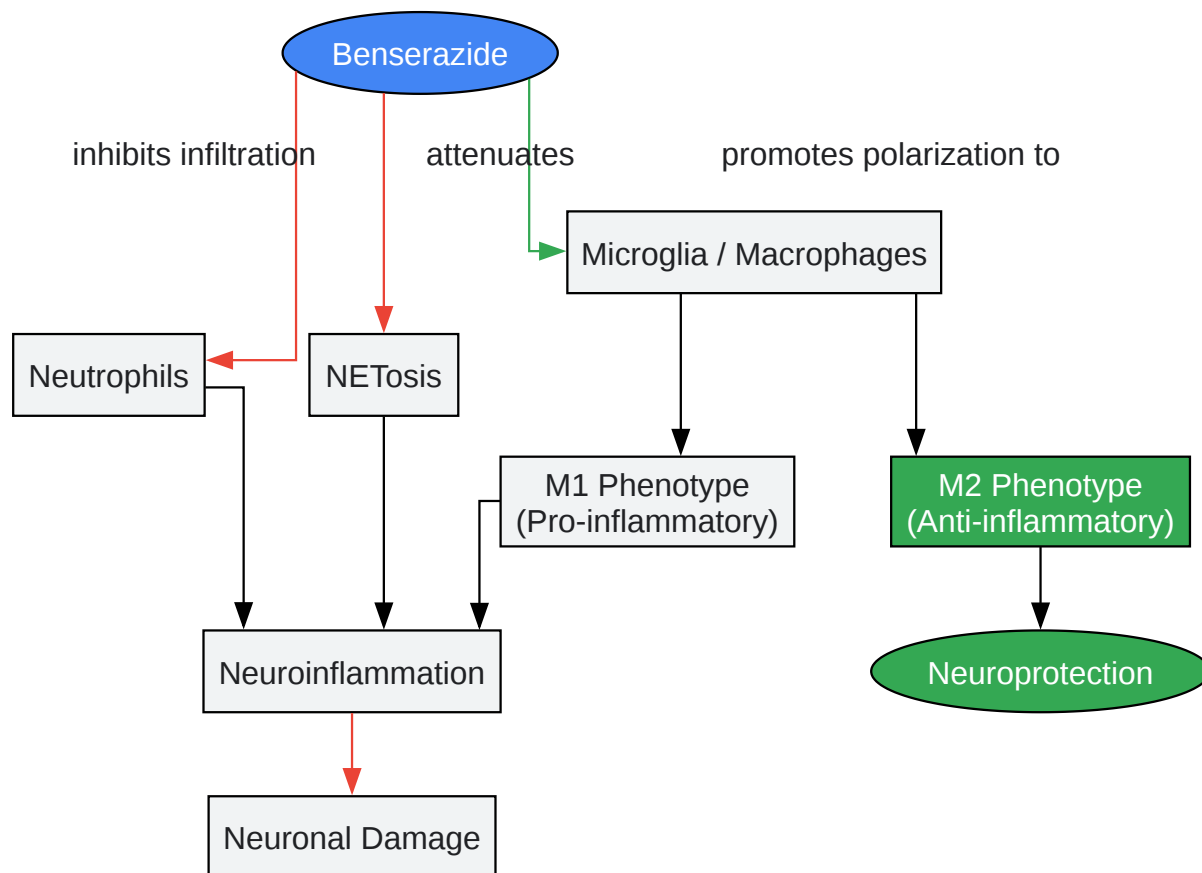 Benserazide
inhibits infiltration
attenuates
promotes polarization to
Microglia / Macrophages
Neutrophils
NETosis
M1 Phenotype
(Pro-inflammatory)
M2 Phenotype
(Anti-inflammatory)
Neuroinflammation
Neuroprotection
Neuronal Damage